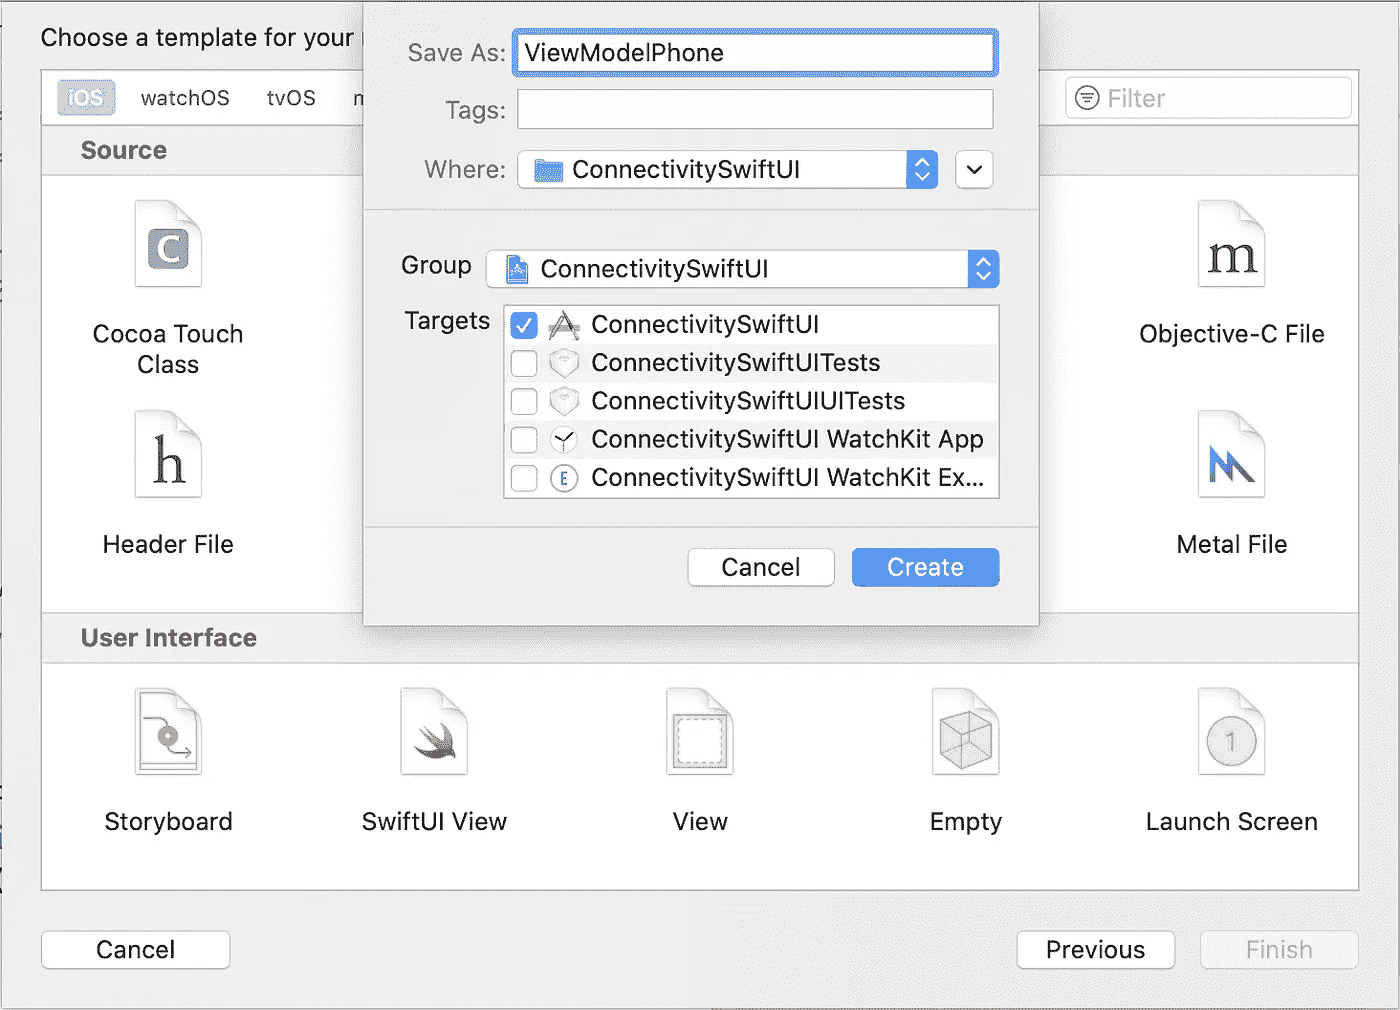 Choose a template for your
Save As: ViewModelPhone
Tags:
Where: ConnectivitySwiftUI
iOS watchOS tvOS
Filter
Source
Group ConnectivitySwiftUI
Targets ConnectivitySwiftUI
ConnectivitySwiftUITests
ConnectivitySwiftUIUITests
ConnectivitySwiftUI WatchKit App
E ConnectivitySwiftUI WatchKit Ex...
Cancel Create
C
Cocoa Touch
Class
m
Objective-C File
h
Header File
Metal File
User Interface
Storyboard
SwiftUI View
View
Empty
1
Launch Screen
Cancel
Previous
Finish